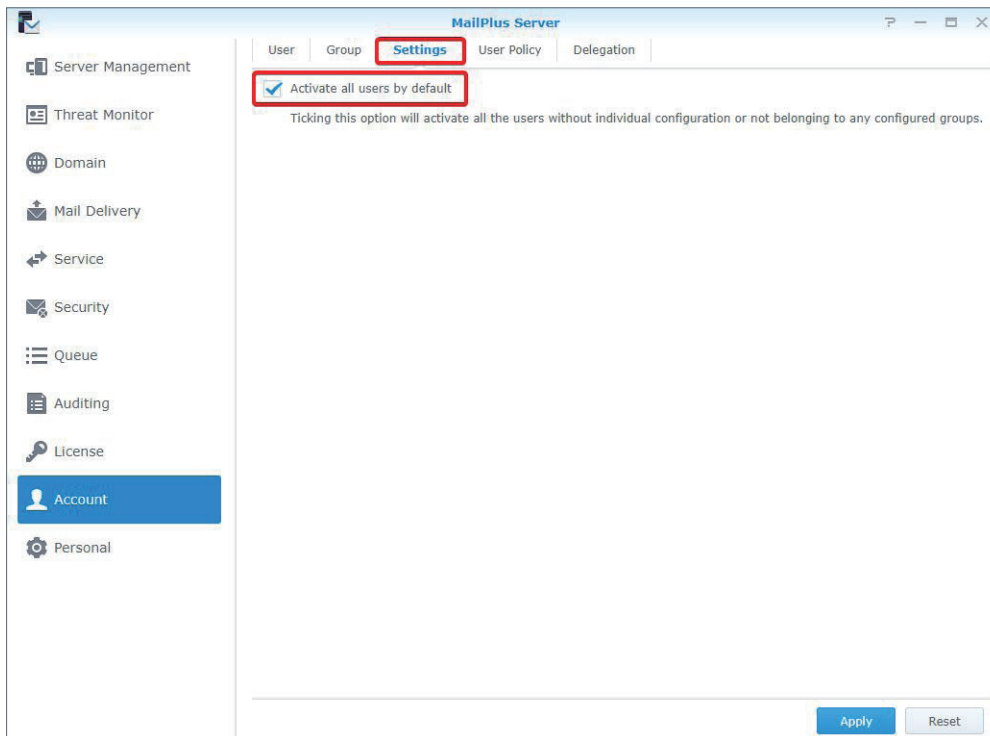 MailPlus Server
Server Management
Threat Monitor
Domain
Mail Delivery
Service
Security
Queue
Auditing
License
Account
Personal
User Group Settings User Policy Delegation
Activate all users by default
Ticking this option will activate all the users without individual configuration or not belonging to any configured groups.
Apply Reset